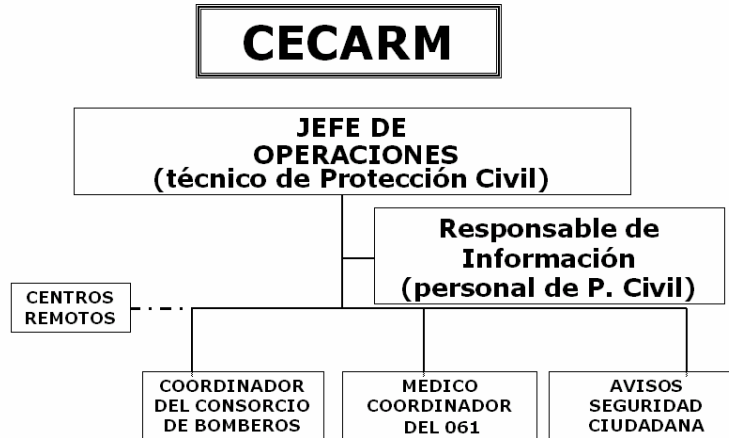 CECARM
JEFE DE
OPERACIONES
(técnico de Protección Civil)
Responsable de
Información
(personal de P. Civil)
CENTROS
REMOTOS
COORDINADOR
DEL CONSORCIO
DE BOMBEROS
MÉDICO
COORDINADOR
DEL 061
AVISOS
SEGURIDAD
CIUDADANA